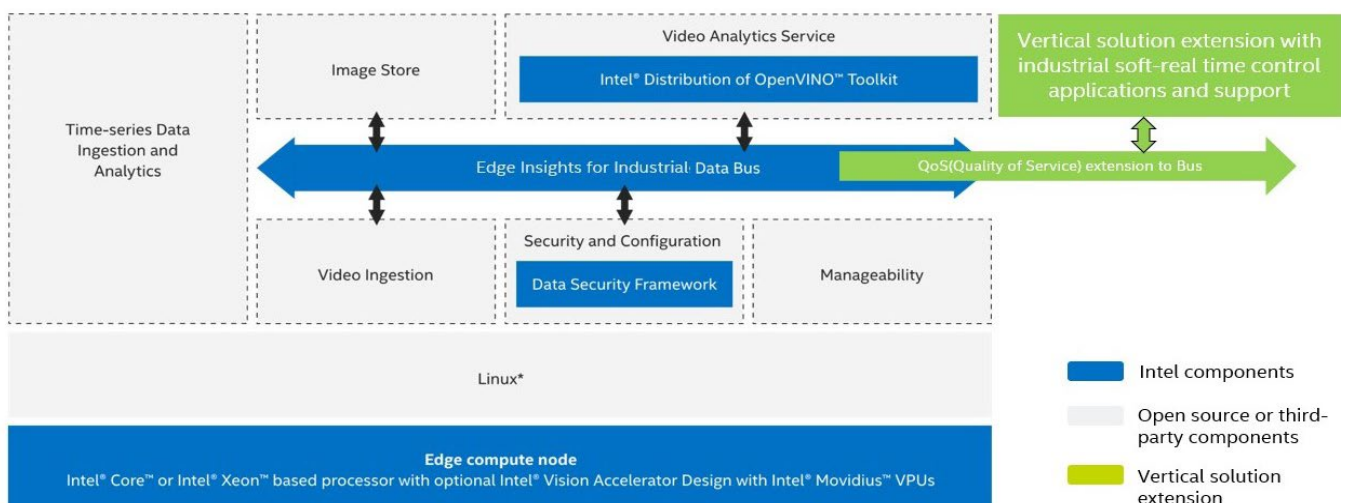 Image Store
Video Analytics Service
Intel® Distribution of OpenVINO™ Toolkit
Vertical solution extension with
industrial soft-real time control
applications and support
Time-series Data
Ingestion and
Analytics
Edge Insights for Industrial Data Bus
QoS(Quality of Service) extension to Bus
Video Ingestion
Security and Configuration
Data Security Framework
Manageability
Linux*
Edge compute node
Intel® Core™ or Intel® Xeon™ based processor with optional Intel® Vision Accelerator Design with Intel® Movidius™ VPUs
Intel components
Open source or third-
party components
Vertical solution
extension